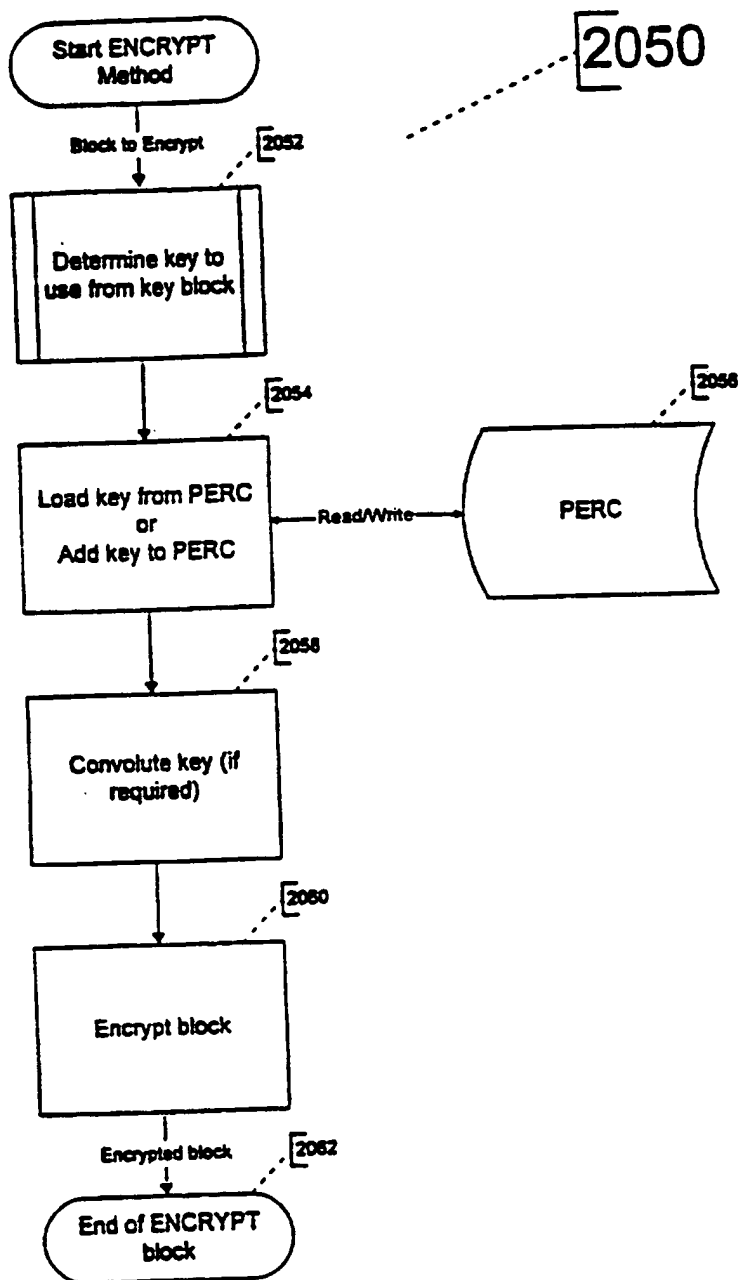 Start ENCRYPT
Method
2050
Block to Encrypt
2052
Determine key to
use from key block
2054
2056
Load key from PERC
or
Add key to PERC
Read/Write
PERC
2058
Convolute key (if
required)
2060
Encrypt block
Encrypted block
2062
End of ENCRYPT
block